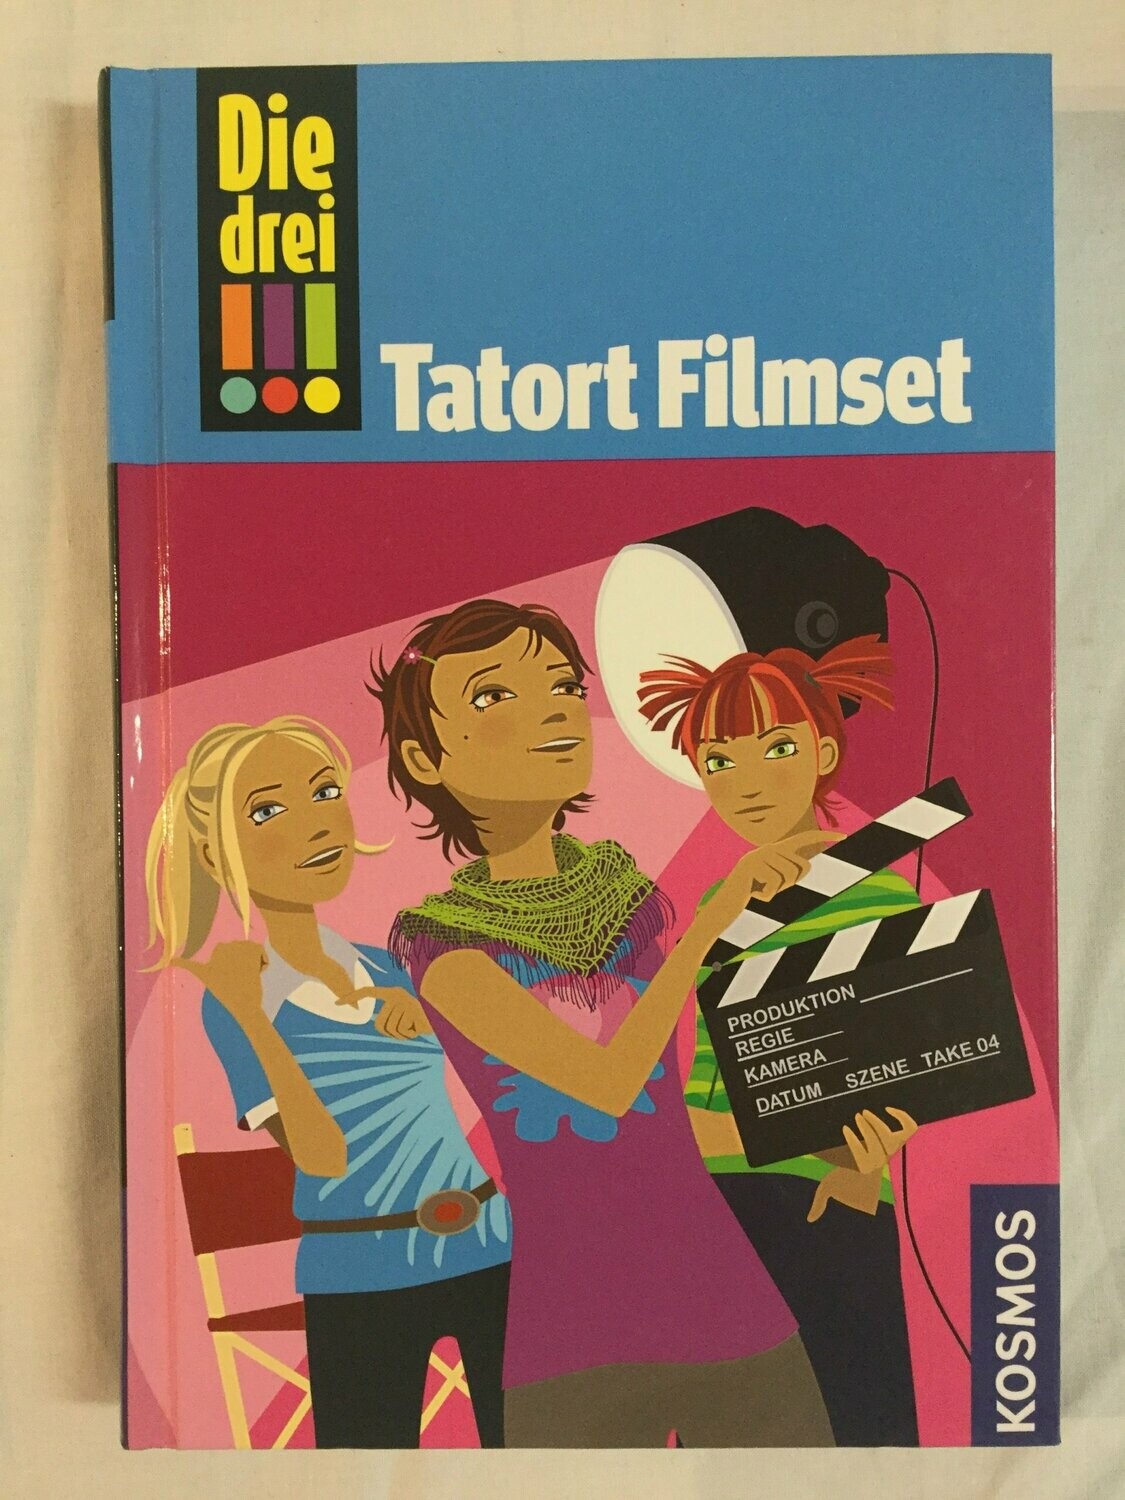 Die
drei
!!!
Tatort Filmset
PRODUKTION
REGIE
KAMERA
DATUM SZENE TAKE 04
KOSMOS